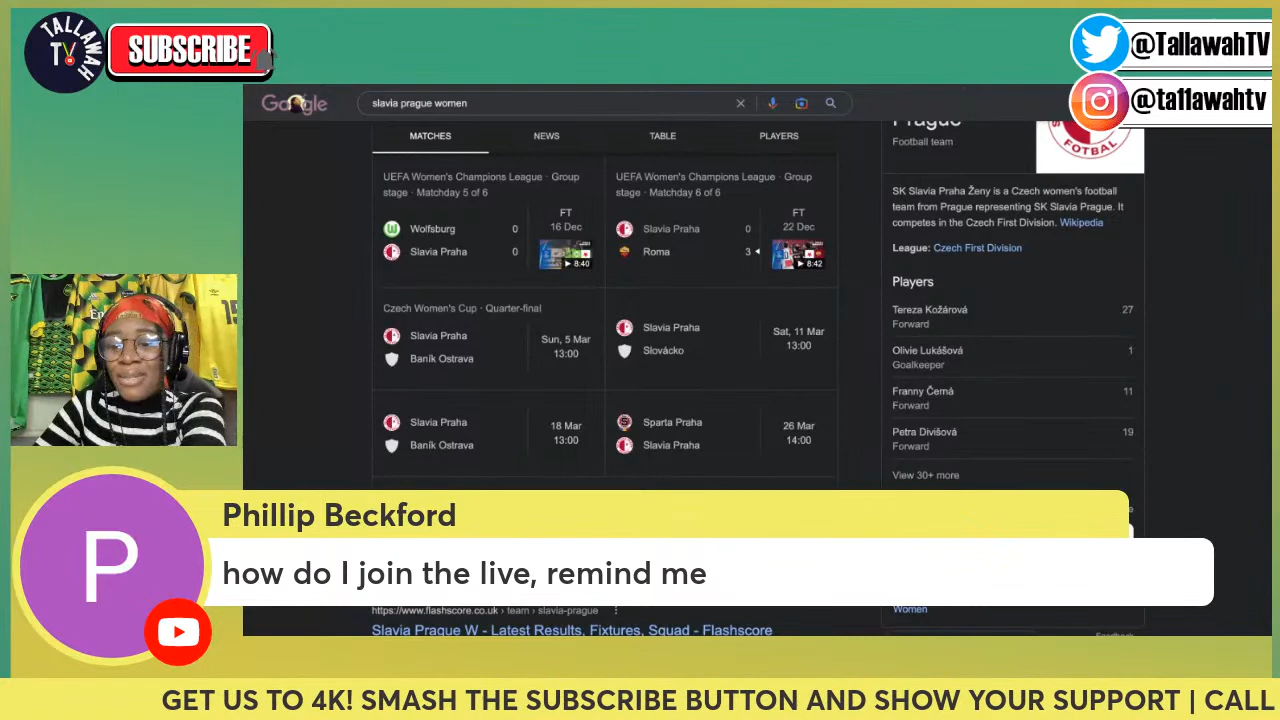 TALLAWAH
TV
SUBSCRIBE
@TallawahTV
@ta11awahtv
Google
slavia prague women
MATCHES
NEWS
TABLE
PLAYERS
UEFA Women's Champions League · Group
stage · Matchday 5 of 6
Wolfsburg 0
Slavia Praha 0
FT
16 Dec
8:40
UEFA Women's Champions League · Group
stage · Matchday 6 of 6
Slavia Praha 0
Roma 3
FT
22 Dec
8:42
Czech Women's Cup · Quarter-final
Slavia Praha
Baník Ostrava
Sun, 5 Mar
13:00
Slavia Praha
Slovácko
Sat, 11 Mar
13:00
Slavia Praha
Baník Ostrava
18 Mar
13:00
Sparta Praha
Slavia Praha
26 Mar
14:00
Prague
Football team
FOTBAL
SK Slavia Praha Ženy is a Czech women's football
team from Prague representing SK Slavia Praha. It
competes in the Czech First Division. Wikipedia
League: Czech First Division
Players
Tereza Kožárová 27
Forward
Olivie Lukášová 1
Goalkeeper
Franny Černá 11
Forward
Petra Divišová 19
Forward
View 30+ more
P
Phillip Beckford
how do I join the live, remind me
https://www.flashscore.co.uk › team › slavia-prague
Slavia Prague W - Latest Results, Fixtures, Squad - Flashscore
Women
Feedback
GET US TO 4K! SMASH THE SUBSCRIBE BUTTON AND SHOW YOUR SUPPORT | CALL